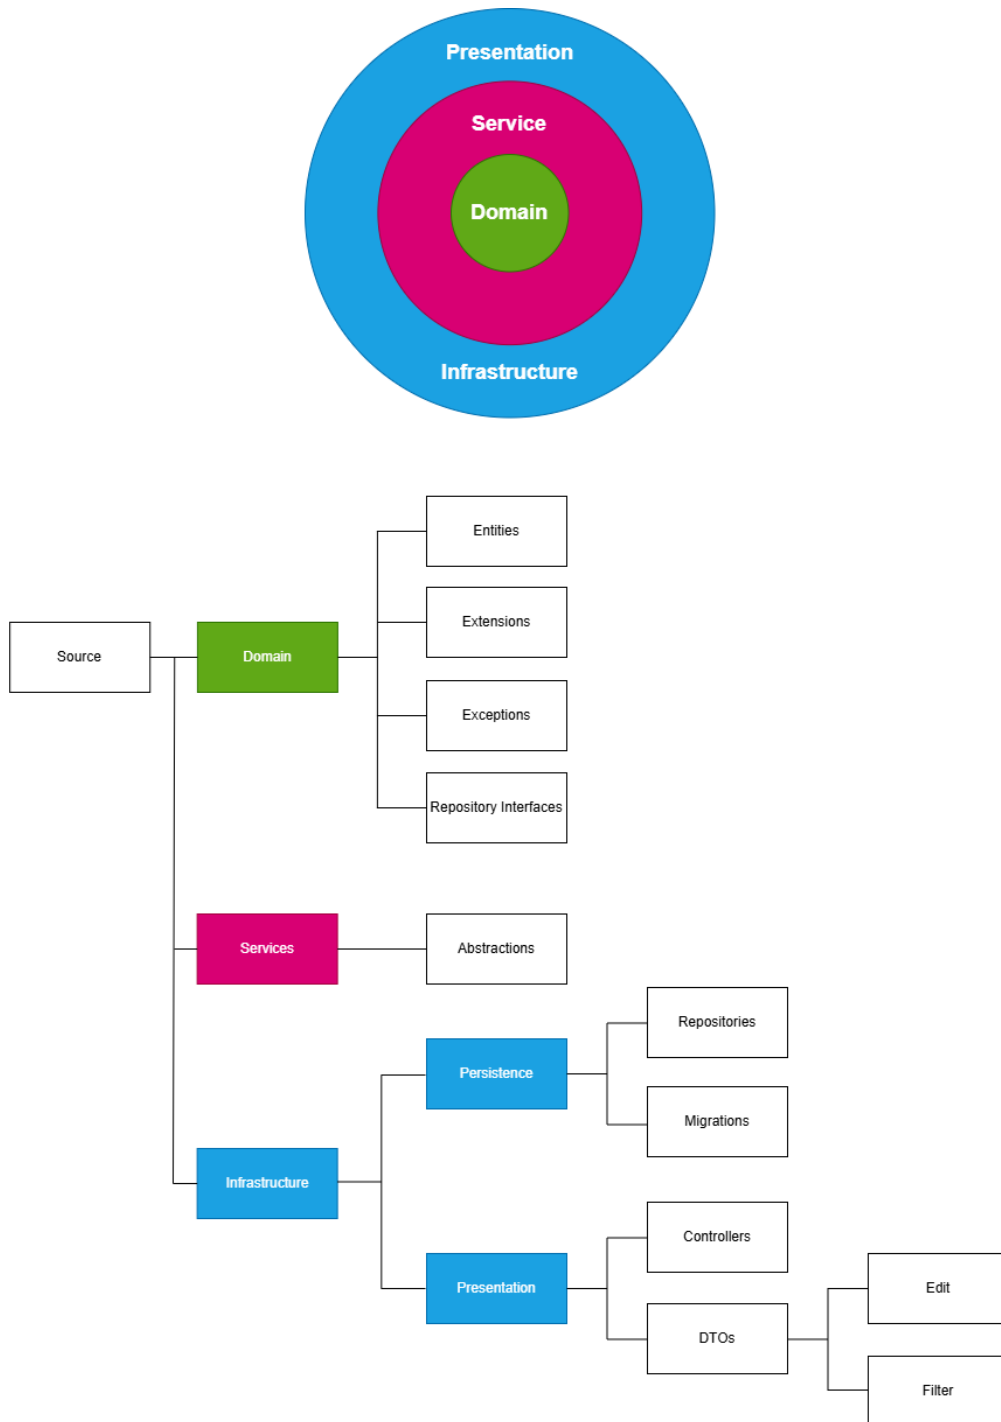 Presentation
Service
Domain
Infrastructure
Entities
Extensions
Source
Domain
Exceptions
Repository Interfaces
Services
Abstractions
Repositories
Persistence
Migrations
Infrastructure
Controllers
Presentation
Edit
DTOs
Filter